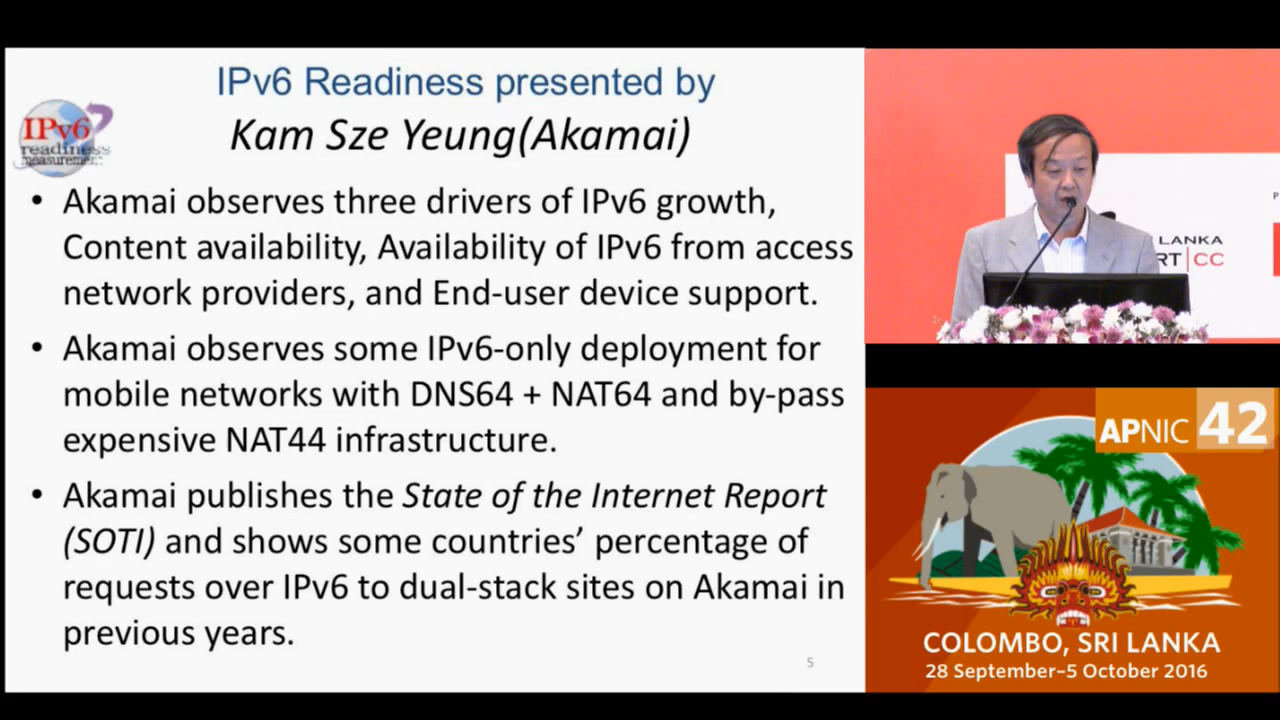 IPv6 Readiness presented by
Kam Sze Yeung(Akamai)
IPv6
readiness
measurement
• Akamai observes three drivers of IPv6 growth,
Content availability, Availability of IPv6 from access
network providers, and End-user device support.
• Akamai observes some IPv6-only deployment for
mobile networks with DNS64 + NAT64 and by-pass
expensive NAT44 infrastructure.
• Akamai publishes the State of the Internet Report
(SOTI) and shows some countries’ percentage of
requests over IPv6 to dual-stack sites on Akamai in
previous years.
5
LANKA
RT|CC
P
APNIC 42
COLOMBO, SRI LANKA
28 September–5 October 2016